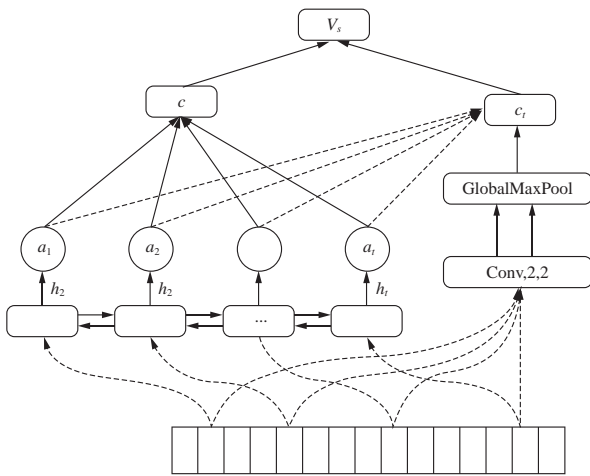 V_s
c
c_t
GlobalMaxPool
a_1
a_2
a_t
h_2
h_2
h_t
Conv,2,2
...